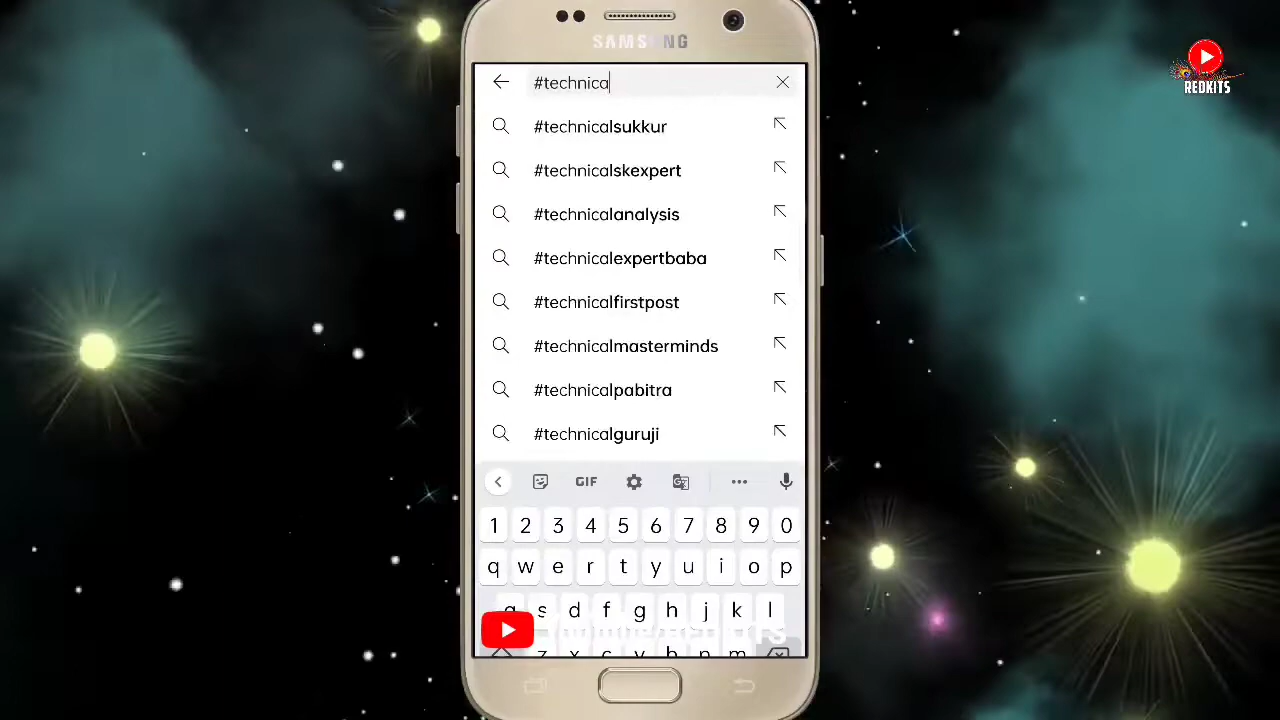 SAMSUNG
#technica
#technicalsukkur
#technicalskexpert
#technicalanalysis
#technicalexpertbaba
#technicalfirstpost
#technicalmasterminds
#technicalpabitra
#technicalguruji
GIF
1 2 3 4 5 6 7 8 9 0
q w e r t y u i o p
a s d f g h j k l
z x c v b n m
REDKITS